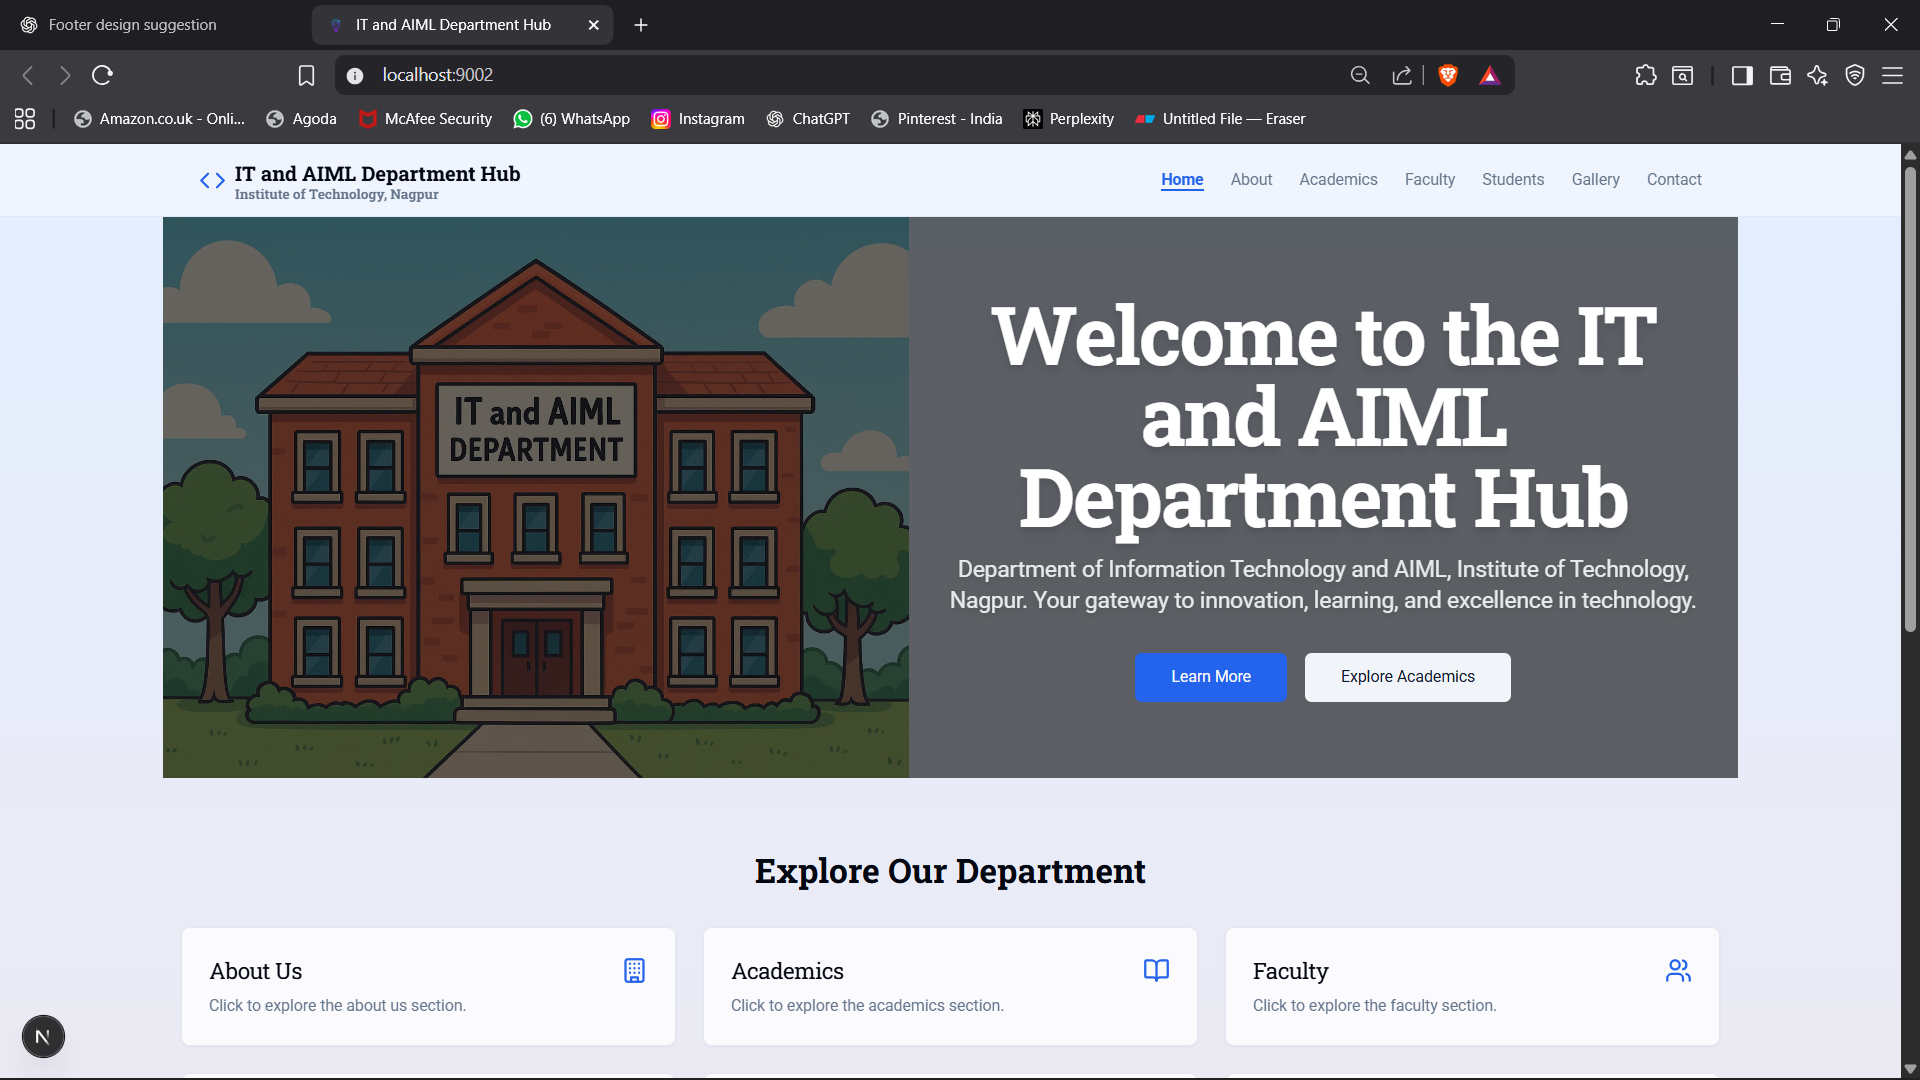 Footer design suggestion
IT and AIML Department Hub
localhost:9002
Amazon.co.uk - Onli...
Agoda
McAfee Security
(6) WhatsApp
Instagram
ChatGPT
Pinterest - India
Perplexity
Untitled File — Eraser
IT and AIML Department Hub
Institute of Technology, Nagpur
Home
About
Academics
Faculty
Students
Gallery
Contact
IT and AIML
DEPARTMENT
Welcome to the IT
and AIML
Department Hub
Department of Information Technology and AIML, Institute of Technology,
Nagpur. Your gateway to innovation, learning, and excellence in technology.
Learn More
Explore Academics
Explore Our Department
About Us
Click to explore the about us section.
Academics
Click to explore the academics section.
Faculty
Click to explore the faculty section.
N